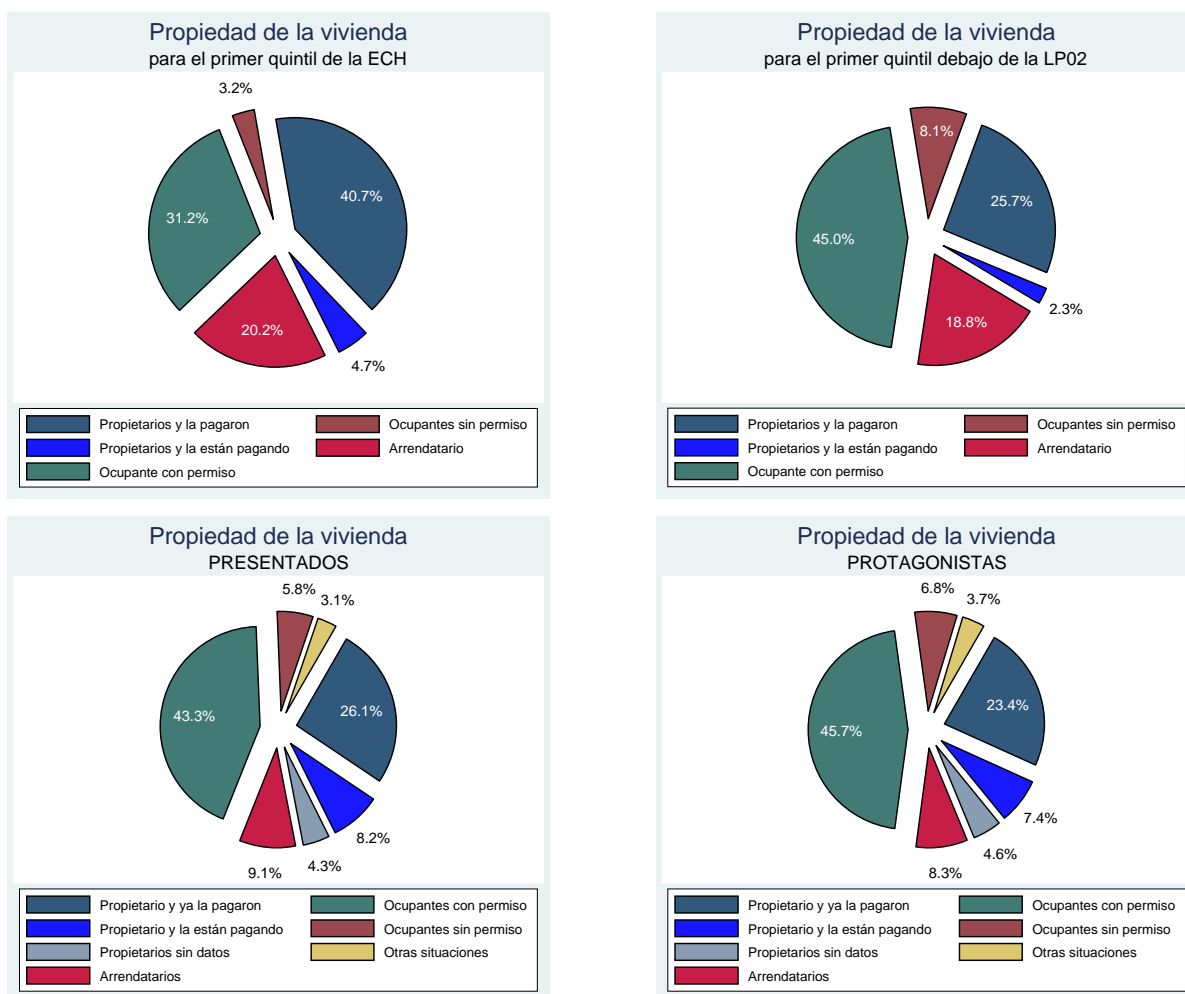 Propiedad de la vivienda
para el primer quintil de la ECH
3.2%
40.7%
31.2%
20.2%
4.7%
Propietarios y la pagaron
Ocupantes sin permiso
Propietarios y la están pagando
Arrendatario
Ocupante con permiso
Propiedad de la vivienda
para el primer quintil debajo de la LP02
8.1%
25.7%
45.0%
2.3%
18.8%
Propietarios y la pagaron
Ocupantes sin permiso
Propietarios y la están pagando
Arrendatario
Ocupante con permiso
Propiedad de la vivienda
PRESENTADOS
5.8%
3.1%
26.1%
43.3%
8.2%
4.3%
9.1%
Propietario y ya la pagaron
Ocupantes con permiso
Propietario y la están pagando
Ocupantes sin permiso
Propietarios sin datos
Otras situaciones
Arrendatarios
Propiedad de la vivienda
PROTAGONISTAS
6.8%
3.7%
23.4%
45.7%
7.4%
4.6%
8.3%
Propietario y ya la pagaron
Ocupantes con permiso
Propietario y la están pagando
Ocupantes sin permiso
Propietarios sin datos
Otras situaciones
Arrendatarios